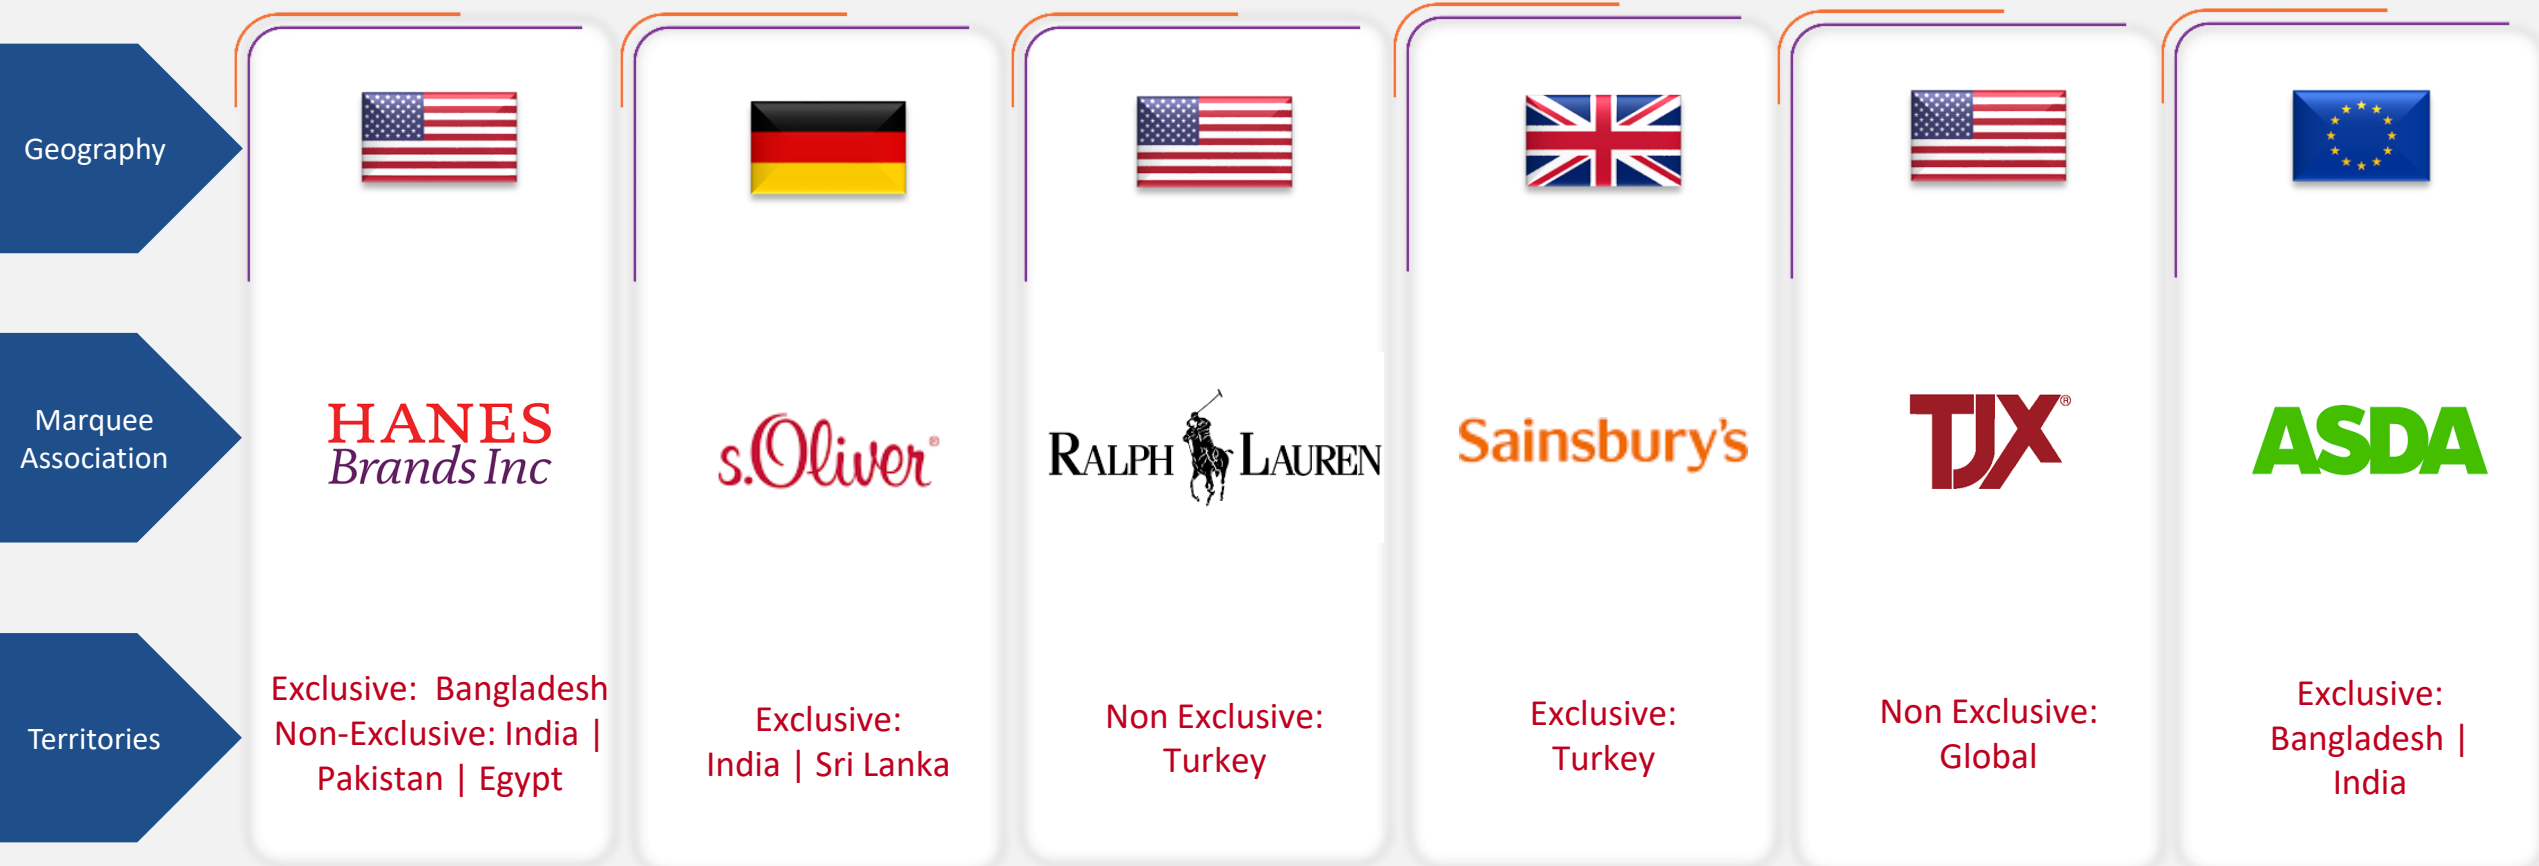 Geography
Marquee
Association
HANES
Brands Inc
s.Oliver®
RALPH LAUREN
Sainsbury's
TJX®
ASDA
Territories
Exclusive: Bangladesh
Non-Exclusive: India |
Pakistan | Egypt
Exclusive:
India | Sri Lanka
Non Exclusive:
Turkey
Exclusive:
Turkey
Non Exclusive:
Global
Exclusive:
Bangladesh |
India